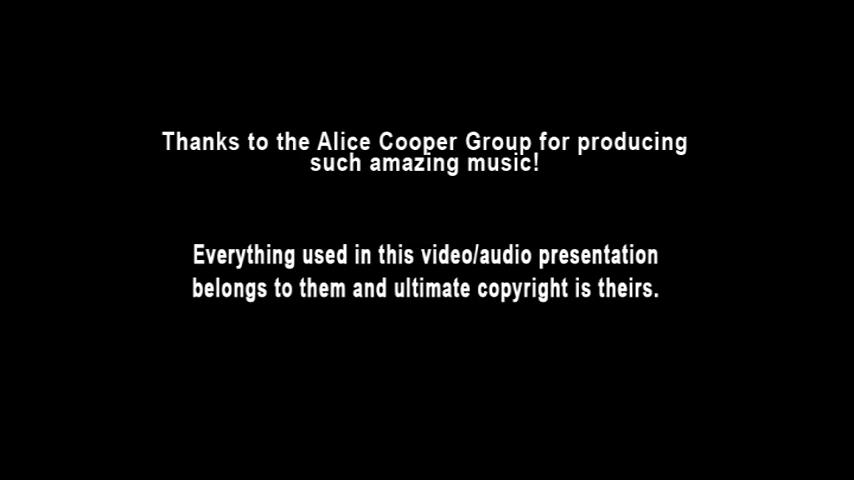 Thanks to the Alice Cooper Group for producing
such amazing music!
Everything used in this video/audio presentation
belongs to them and ultimate copyright is theirs.